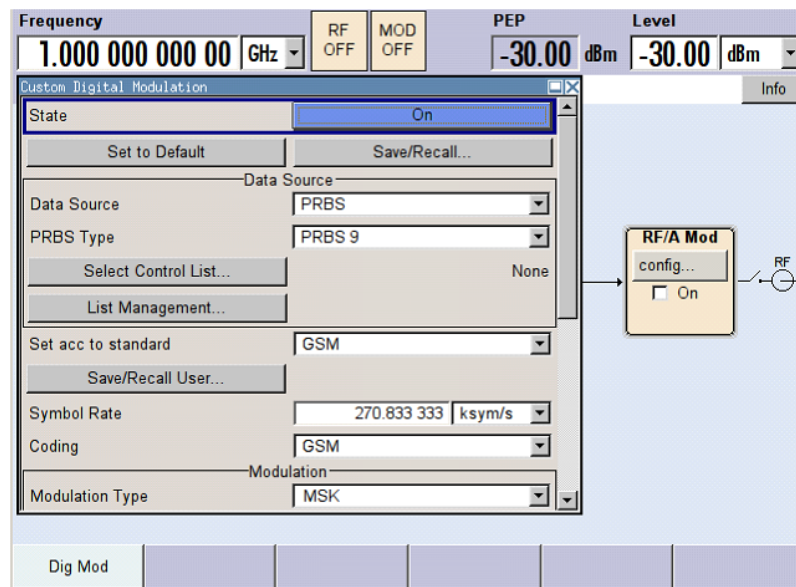 Frequency
RF OFF
MOD OFF
PEP
Level
1.000 000 000 00 GHz
-30.00 dBm
-30.00 dBm
Custom Digital Modulation
Info
State On
Set to Default Save/Recall...
Data Source
Data Source PRBS
PRBS Type PRBS 9
Select Control List... None
List Management...
Set acc to standard GSM
Save/Recall User...
Symbol Rate 270.833 333 ksym/s
Coding GSM
Modulation
Modulation Type MSK
RF/A Mod
config...
On
RF
Dig Mod